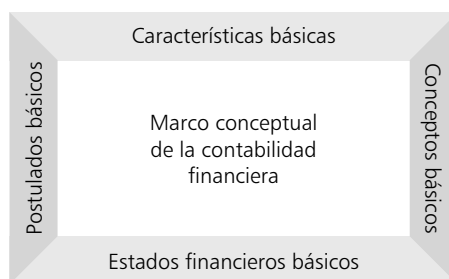 Características básicas
Postulados básicos
Marco conceptual
de la contabilidad
financiera
Conceptos básicos
Estados financieros básicos